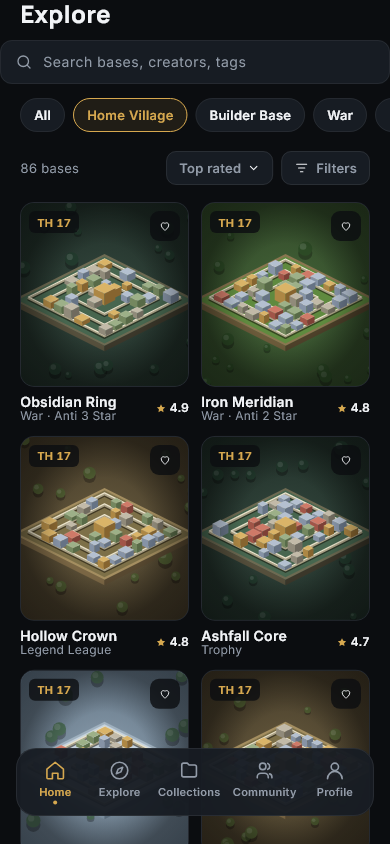 Explore
Search bases, creators, tags
All
Home Village
Builder Base
War
86 bases
Top rated
Filters
TH 17
TH 17
Obsidian Ring
4.9
War · Anti 3 Star
Iron Meridian
4.8
War · Anti 2 Star
TH 17
TH 17
Hollow Crown
4.8
Legend League
Ashfall Core
4.7
Trophy
TH 17
TH 17
Home
Explore
Collections
Community
Profile